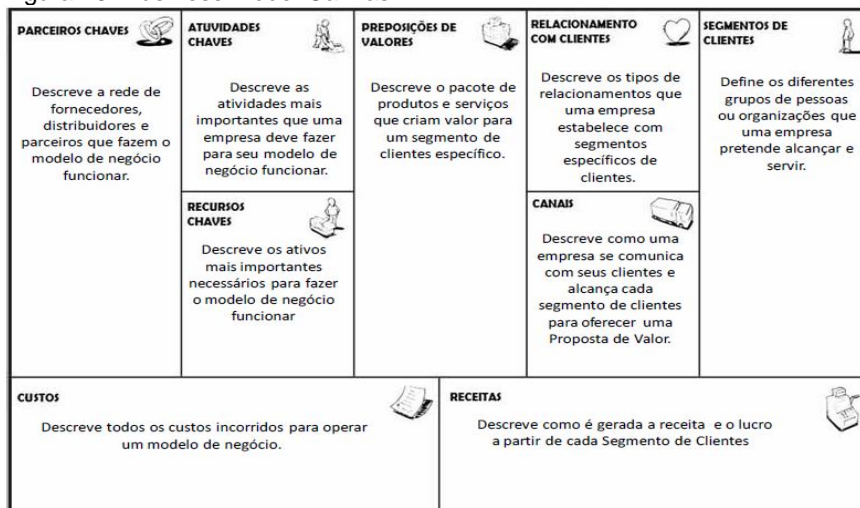 PARCEIROS CHAVES
Descreve a rede de
fornecedores,
distribuidores e
parceiros que fazem o
modelo de negócio
funcionar.
ATUVIDADES
CHAVES
Descreve as
atividades mais
importantes que uma
empresa deve fazer
para seu modelo de
negócio funcionar.
RECURSOS
CHAVES
Descreve os ativos
mais importantes
necessários para fazer
o modelo de negócio
funcionar
PREPOSIÇÕES DE
VALORES
Descreve o pacote de
produtos e serviços
que criam valor para
um segmento de
clientes específico.
RELACIONAMENTO
COM CLIENTES
Descreve os tipos de
relacionamentos que
uma empresa
estabelece com
segmentos
específicos de
clientes.
CANAIS
Descreve como uma
empresa se comunica
com seus clientes e
alcança cada
segmento de clientes
para oferecer uma
Proposta de Valor.
SEGMENTOS DE
CLIENTES
Define os diferentes
grupos de pessoas
ou organizações que
uma empresa
pretende alcançar e
servir.
CUSTOS
Descreve todos os custos incorridos para operar
um modelo de negócio.
RECEITAS
Descreve como é gerada a receita e o lucro
a partir de cada Segmento de Clientes